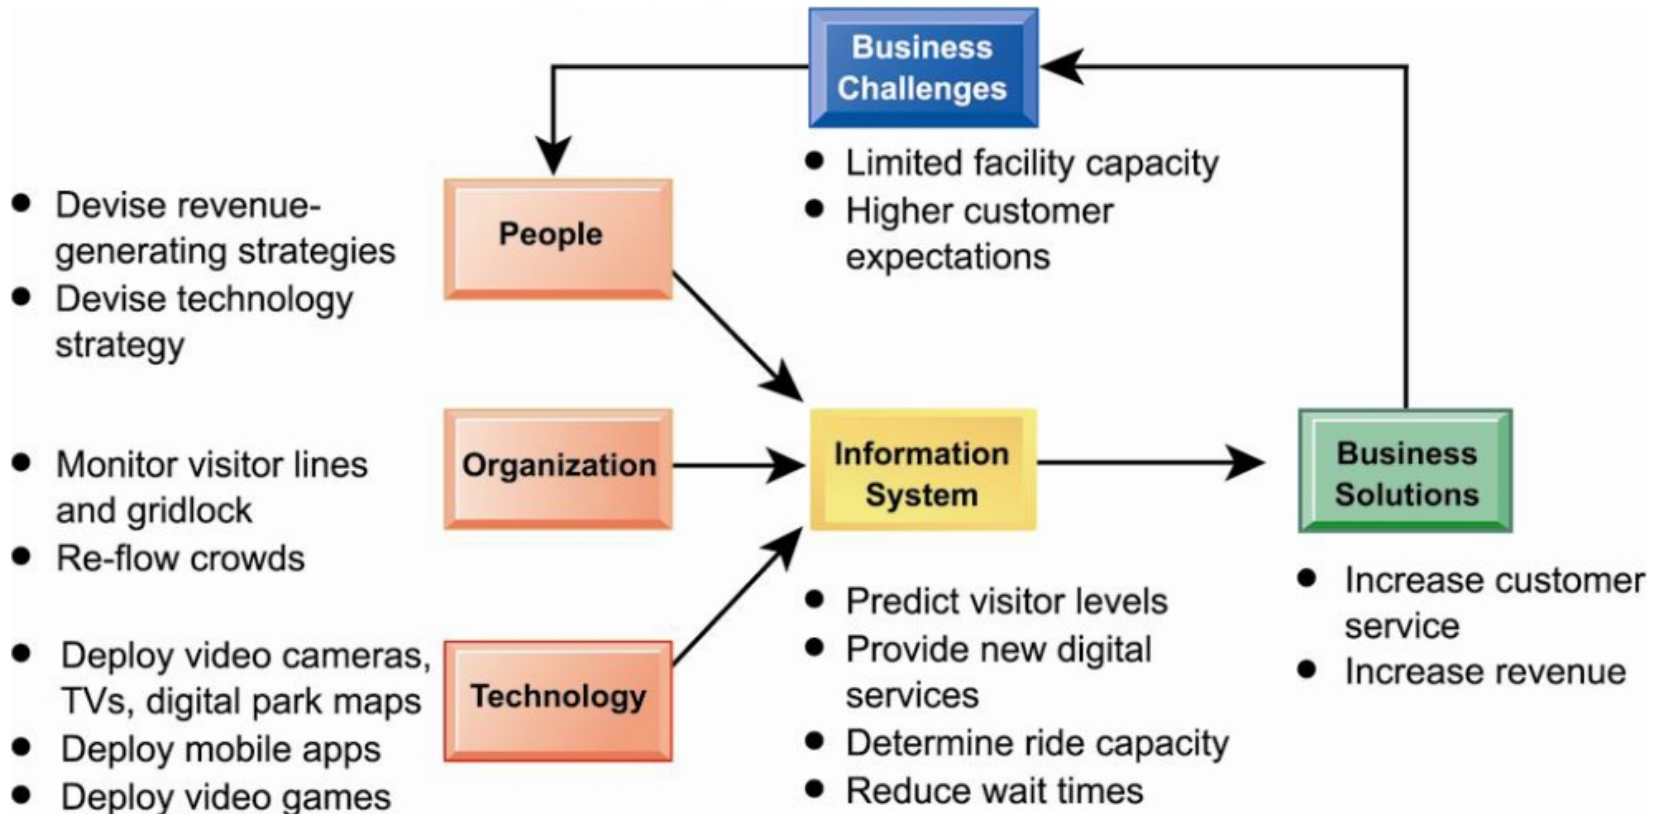 Business
Challenges
● Limited facility capacity
● Higher customer
expectations
People
● Devise revenue-
generating strategies
● Devise technology
strategy
Organization
● Monitor visitor lines
and gridlock
● Re-flow crowds
Technology
● Deploy video cameras,
TVs, digital park maps
● Deploy mobile apps
● Deploy video games
Information
System
● Predict visitor levels
● Provide new digital
services
● Determine ride capacity
● Reduce wait times
Business
Solutions
● Increase customer
service
● Increase revenue